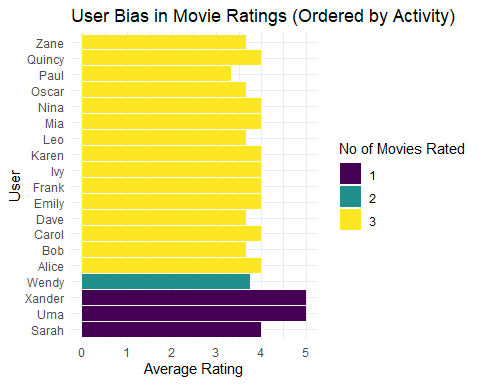 User Bias in Movie Ratings (Ordered by Activity)
Zane
Quincy
Paul
Oscar
Nina
Mia
Leo
Karen
Ivy
Frank
Emily
Dave
Carol
Bob
Alice
Wendy
Xander
Uma
Sarah
User
0 1 2 3 4 5
Average Rating
No of Movies Rated
1
2
3